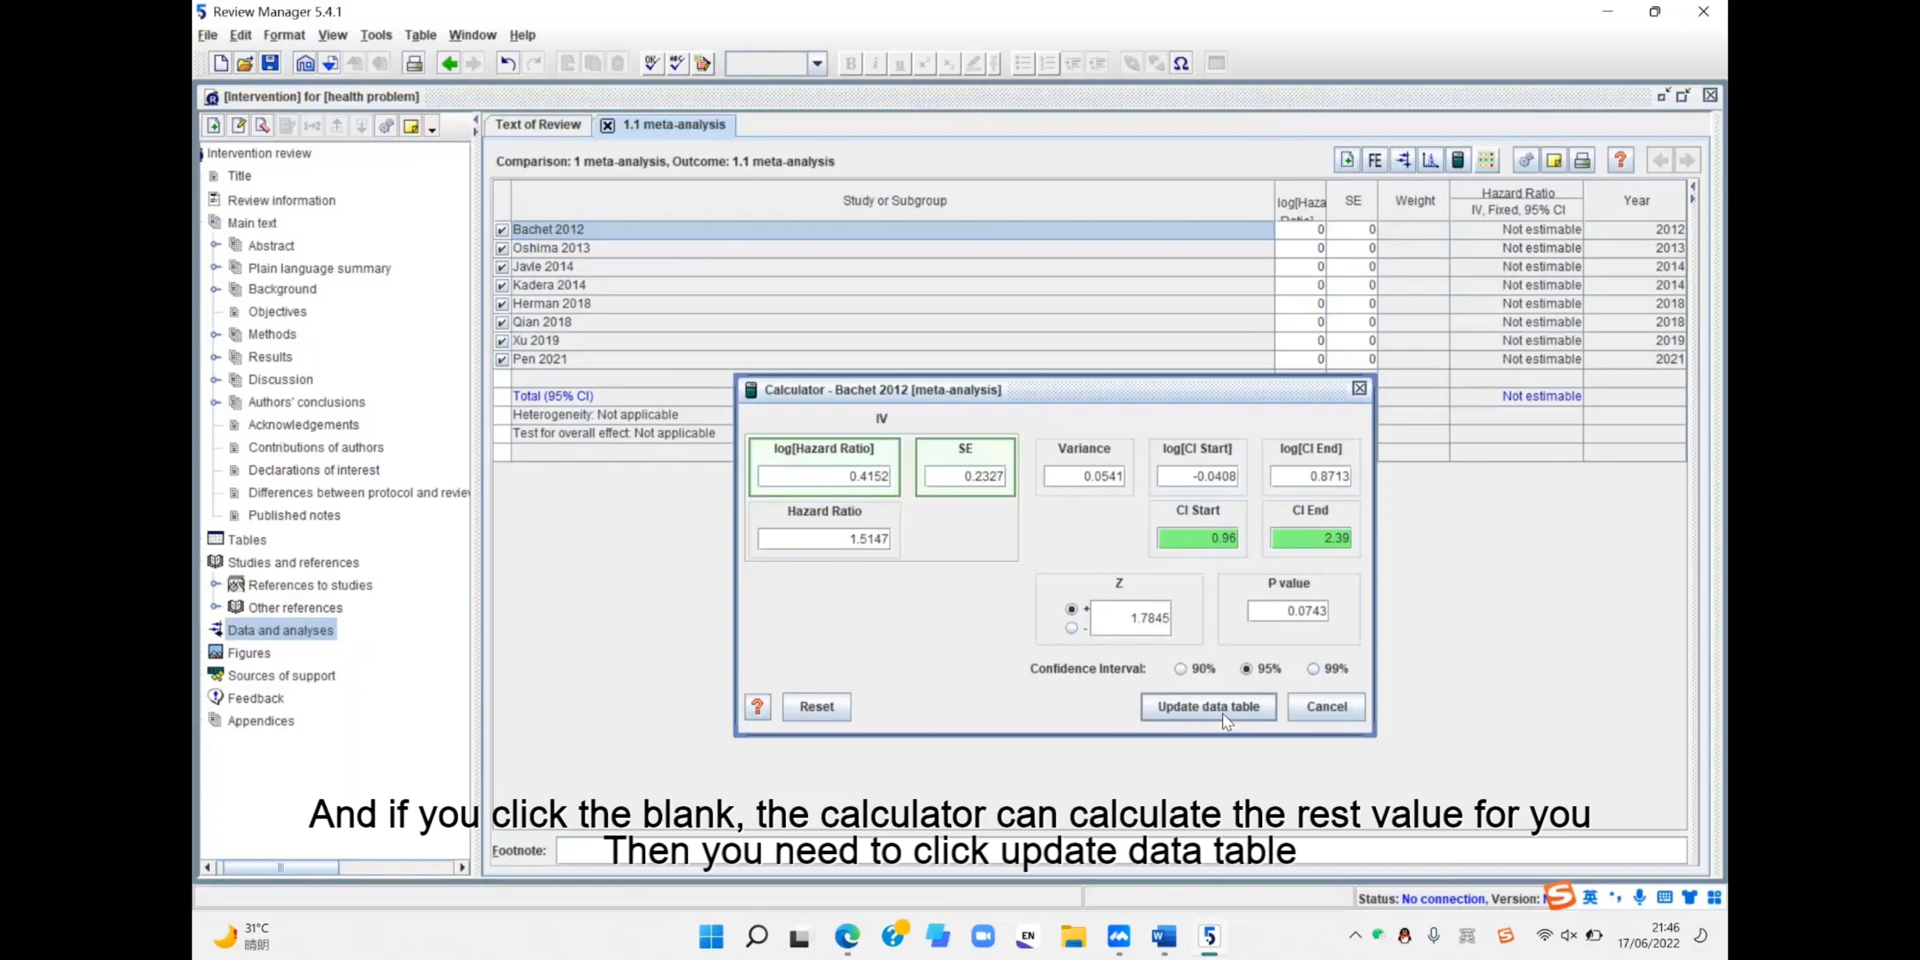 Review Manager 5.4.1
File Edit Format View Tools Table Window Help
[Intervention] for [health problem]
Text of Review
1.1 meta-analysis
Intervention review
Title
Review information
Main text
Abstract
Plain language summary
Background
Objectives
Methods
Results
Discussion
Authors' conclusions
Acknowledgements
Contributions of authors
Declarations of interest
Differences between protocol and revie
Published notes
Tables
Studies and references
References to studies
Other references
Data and analyses
Figures
Sources of support
Feedback
Appendices
Comparison: 1 meta-analysis, Outcome: 1.1 meta-analysis
FE
Study or Subgroup log[Haza SE Weight Hazard Ratio Year
IV, Fixed, 95% CI
Bachet 2012 0 0 Not estimable 2012
Oshima 2013 0 0 Not estimable 2013
Javle 2014 0 0 Not estimable 2014
Kadera 2014 0 0 Not estimable 2014
Herman 2018 0 0 Not estimable 2018
Qian 2018 0 0 Not estimable 2018
Xu 2019 0 0 Not estimable 2019
Pen 2021 0 0 Not estimable 2021
Total (95% CI) Not estimable
Heterogeneity: Not applicable
Test for overall effect: Not applicable
Calculator - Bachet 2012 [meta-analysis]
IV
log[Hazard Ratio] SE Variance log[CI Start] log[CI End]
0.4152 0.2327 0.0541 -0.0408 0.8713
Hazard Ratio CI Start CI End
1.5147 0.96 2.39
Z P value
+ 1.7845 0.0743
-
Confidence Interval: 90% 95% 99%
? Reset Update data table Cancel
And if you click the blank, the calculator can calculate the rest value for you
Footnote:
Then you need to click update data table
Status: No connection, Version:
英
31°C
晴朗
EN
英
21:46
17/06/2022